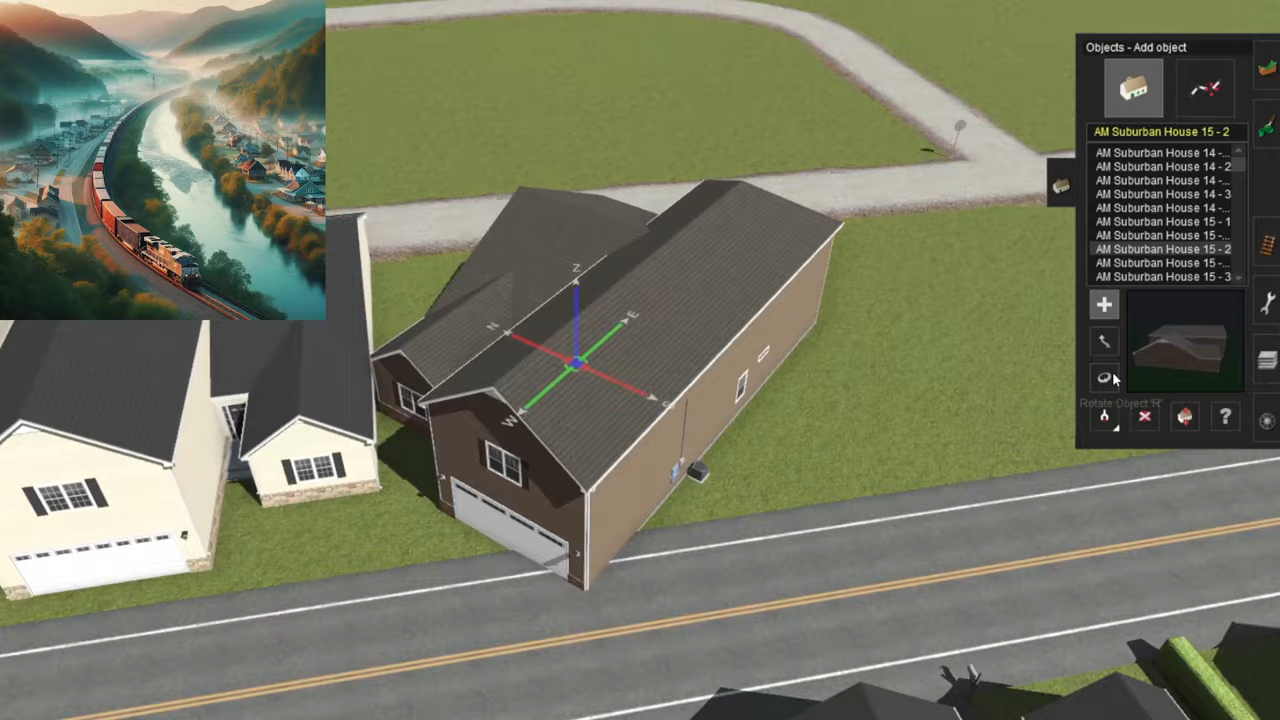 Objects - Add object
AM Suburban House 15 - 2
AM Suburban House 14 -...
AM Suburban House 14 - 2
AM Suburban House 14 -...
AM Suburban House 14 - 3
AM Suburban House 14 -...
AM Suburban House 15 - 1
AM Suburban House 15 -...
AM Suburban House 15 - 2
AM Suburban House 15 -...
AM Suburban House 15 - 3
Rotate Object 'R'
?
Z
N
E
W